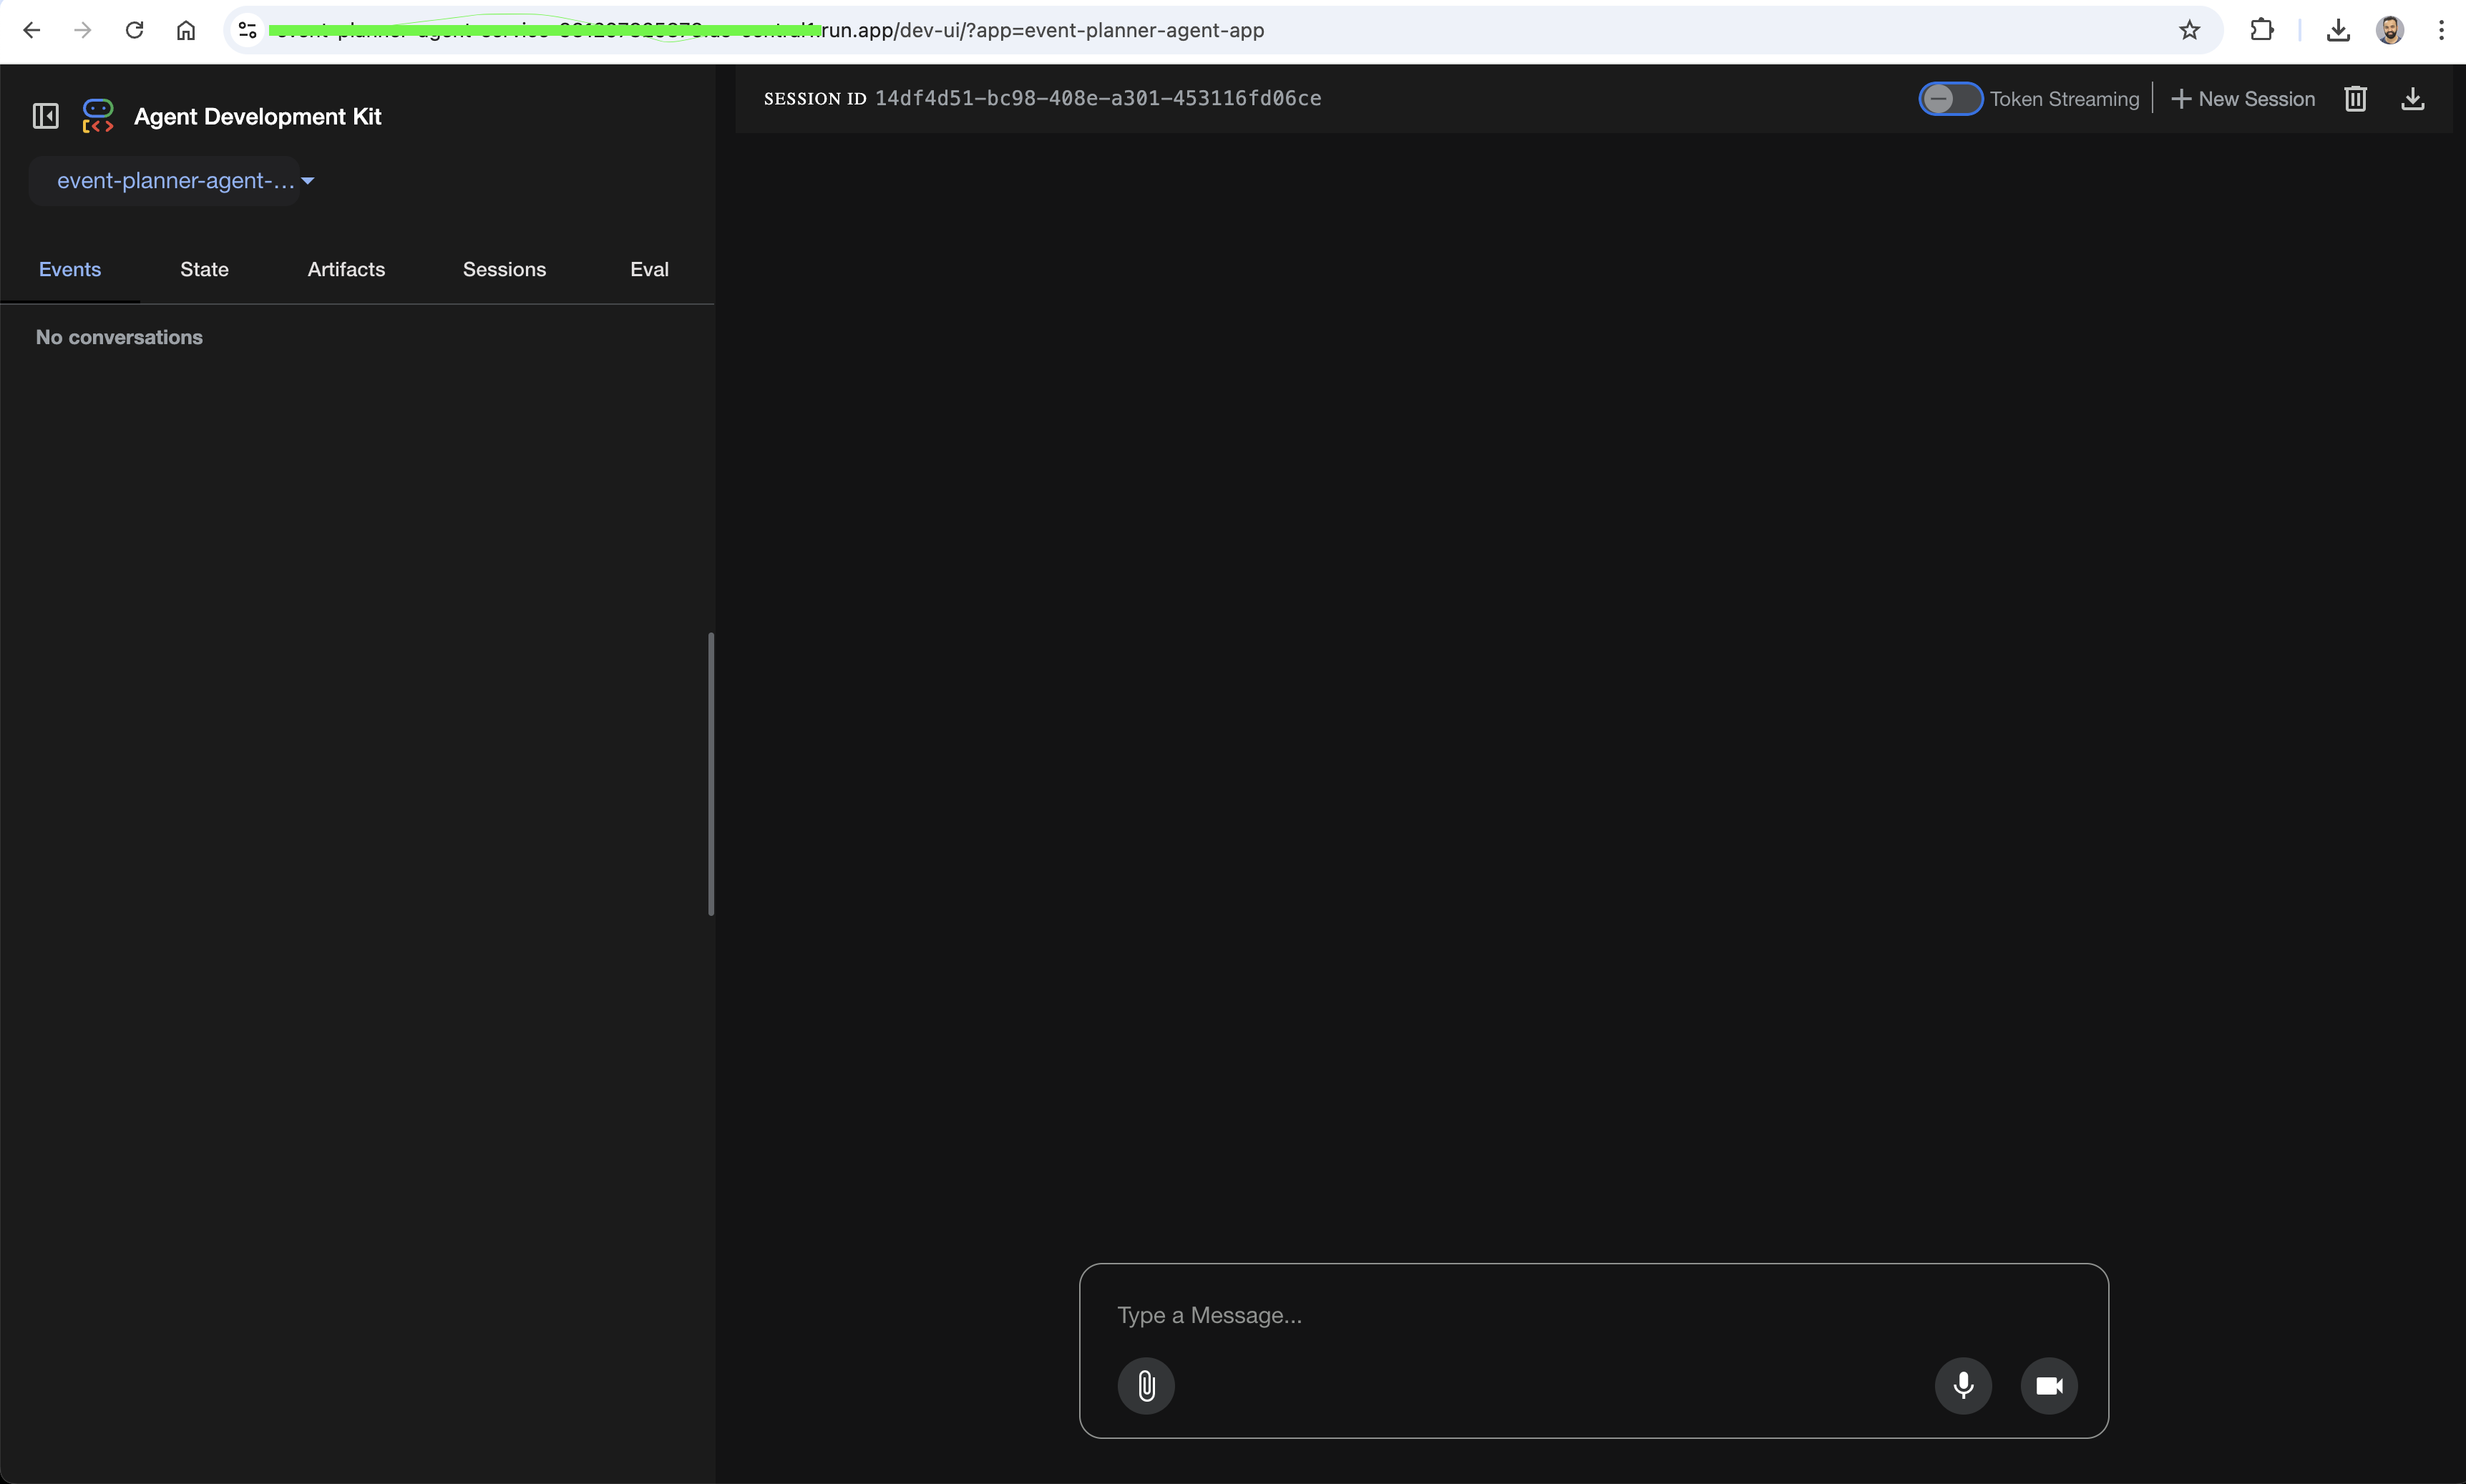 run.app/dev-ui/?app=event-planner-agent-app
Agent Development Kit
event-planner-agent-...
Events State Artifacts Sessions Eval
No conversations
SESSION ID 14df4d51-bc98-408e-a301-453116fd06ce
Token Streaming
New Session
Type a Message...